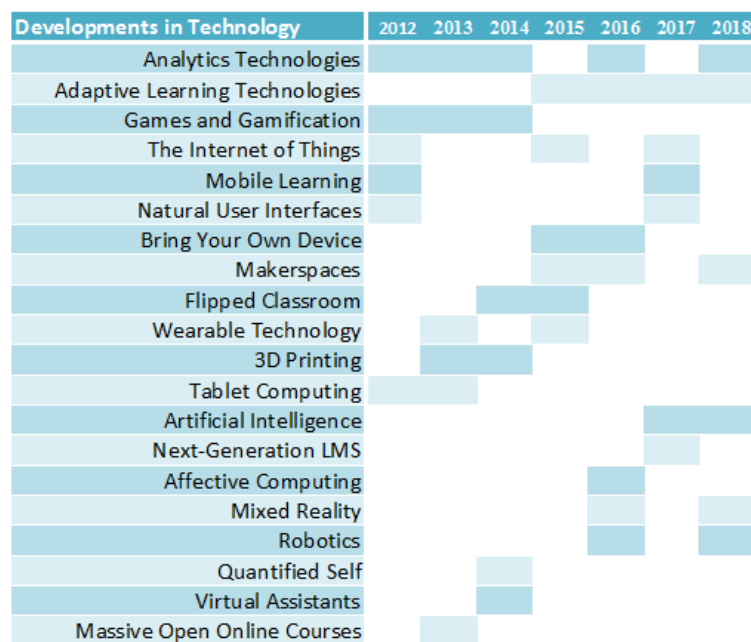 Developments in Technology 2012 2013 2014 2015 2016 2017 2018
Analytics Technologies
Adaptive Learning Technologies
Games and Gamification
The Internet of Things
Mobile Learning
Natural User Interfaces
Bring Your Own Device
Makerspaces
Flipped Classroom
Wearable Technology
3D Printing
Tablet Computing
Artificial Intelligence
Next-Generation LMS
Affective Computing
Mixed Reality
Robotics
Quantified Self
Virtual Assistants
Massive Open Online Courses